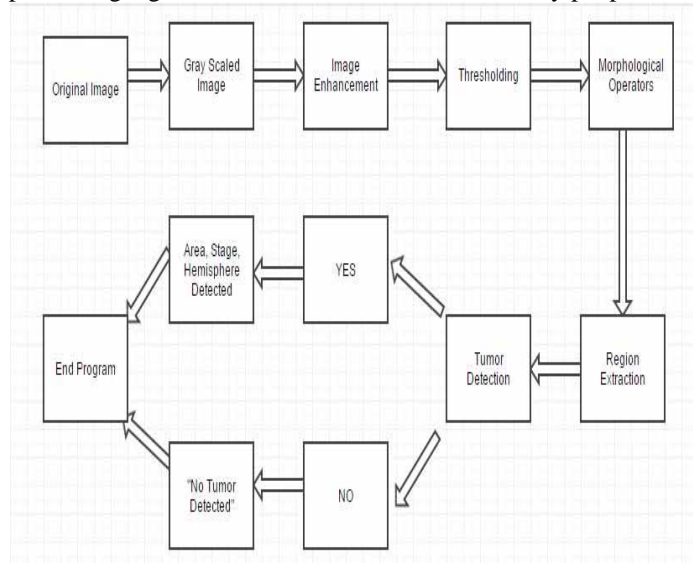 Original Image
Gray Scaled
Image
Image
Enhancement
Thresholding
Morphological
Operators
Area, Stage,
Hemisphere
Detected
YES
End Program
Tumor
Detection
Region
Extraction
"No Tumor
Detected"
NO